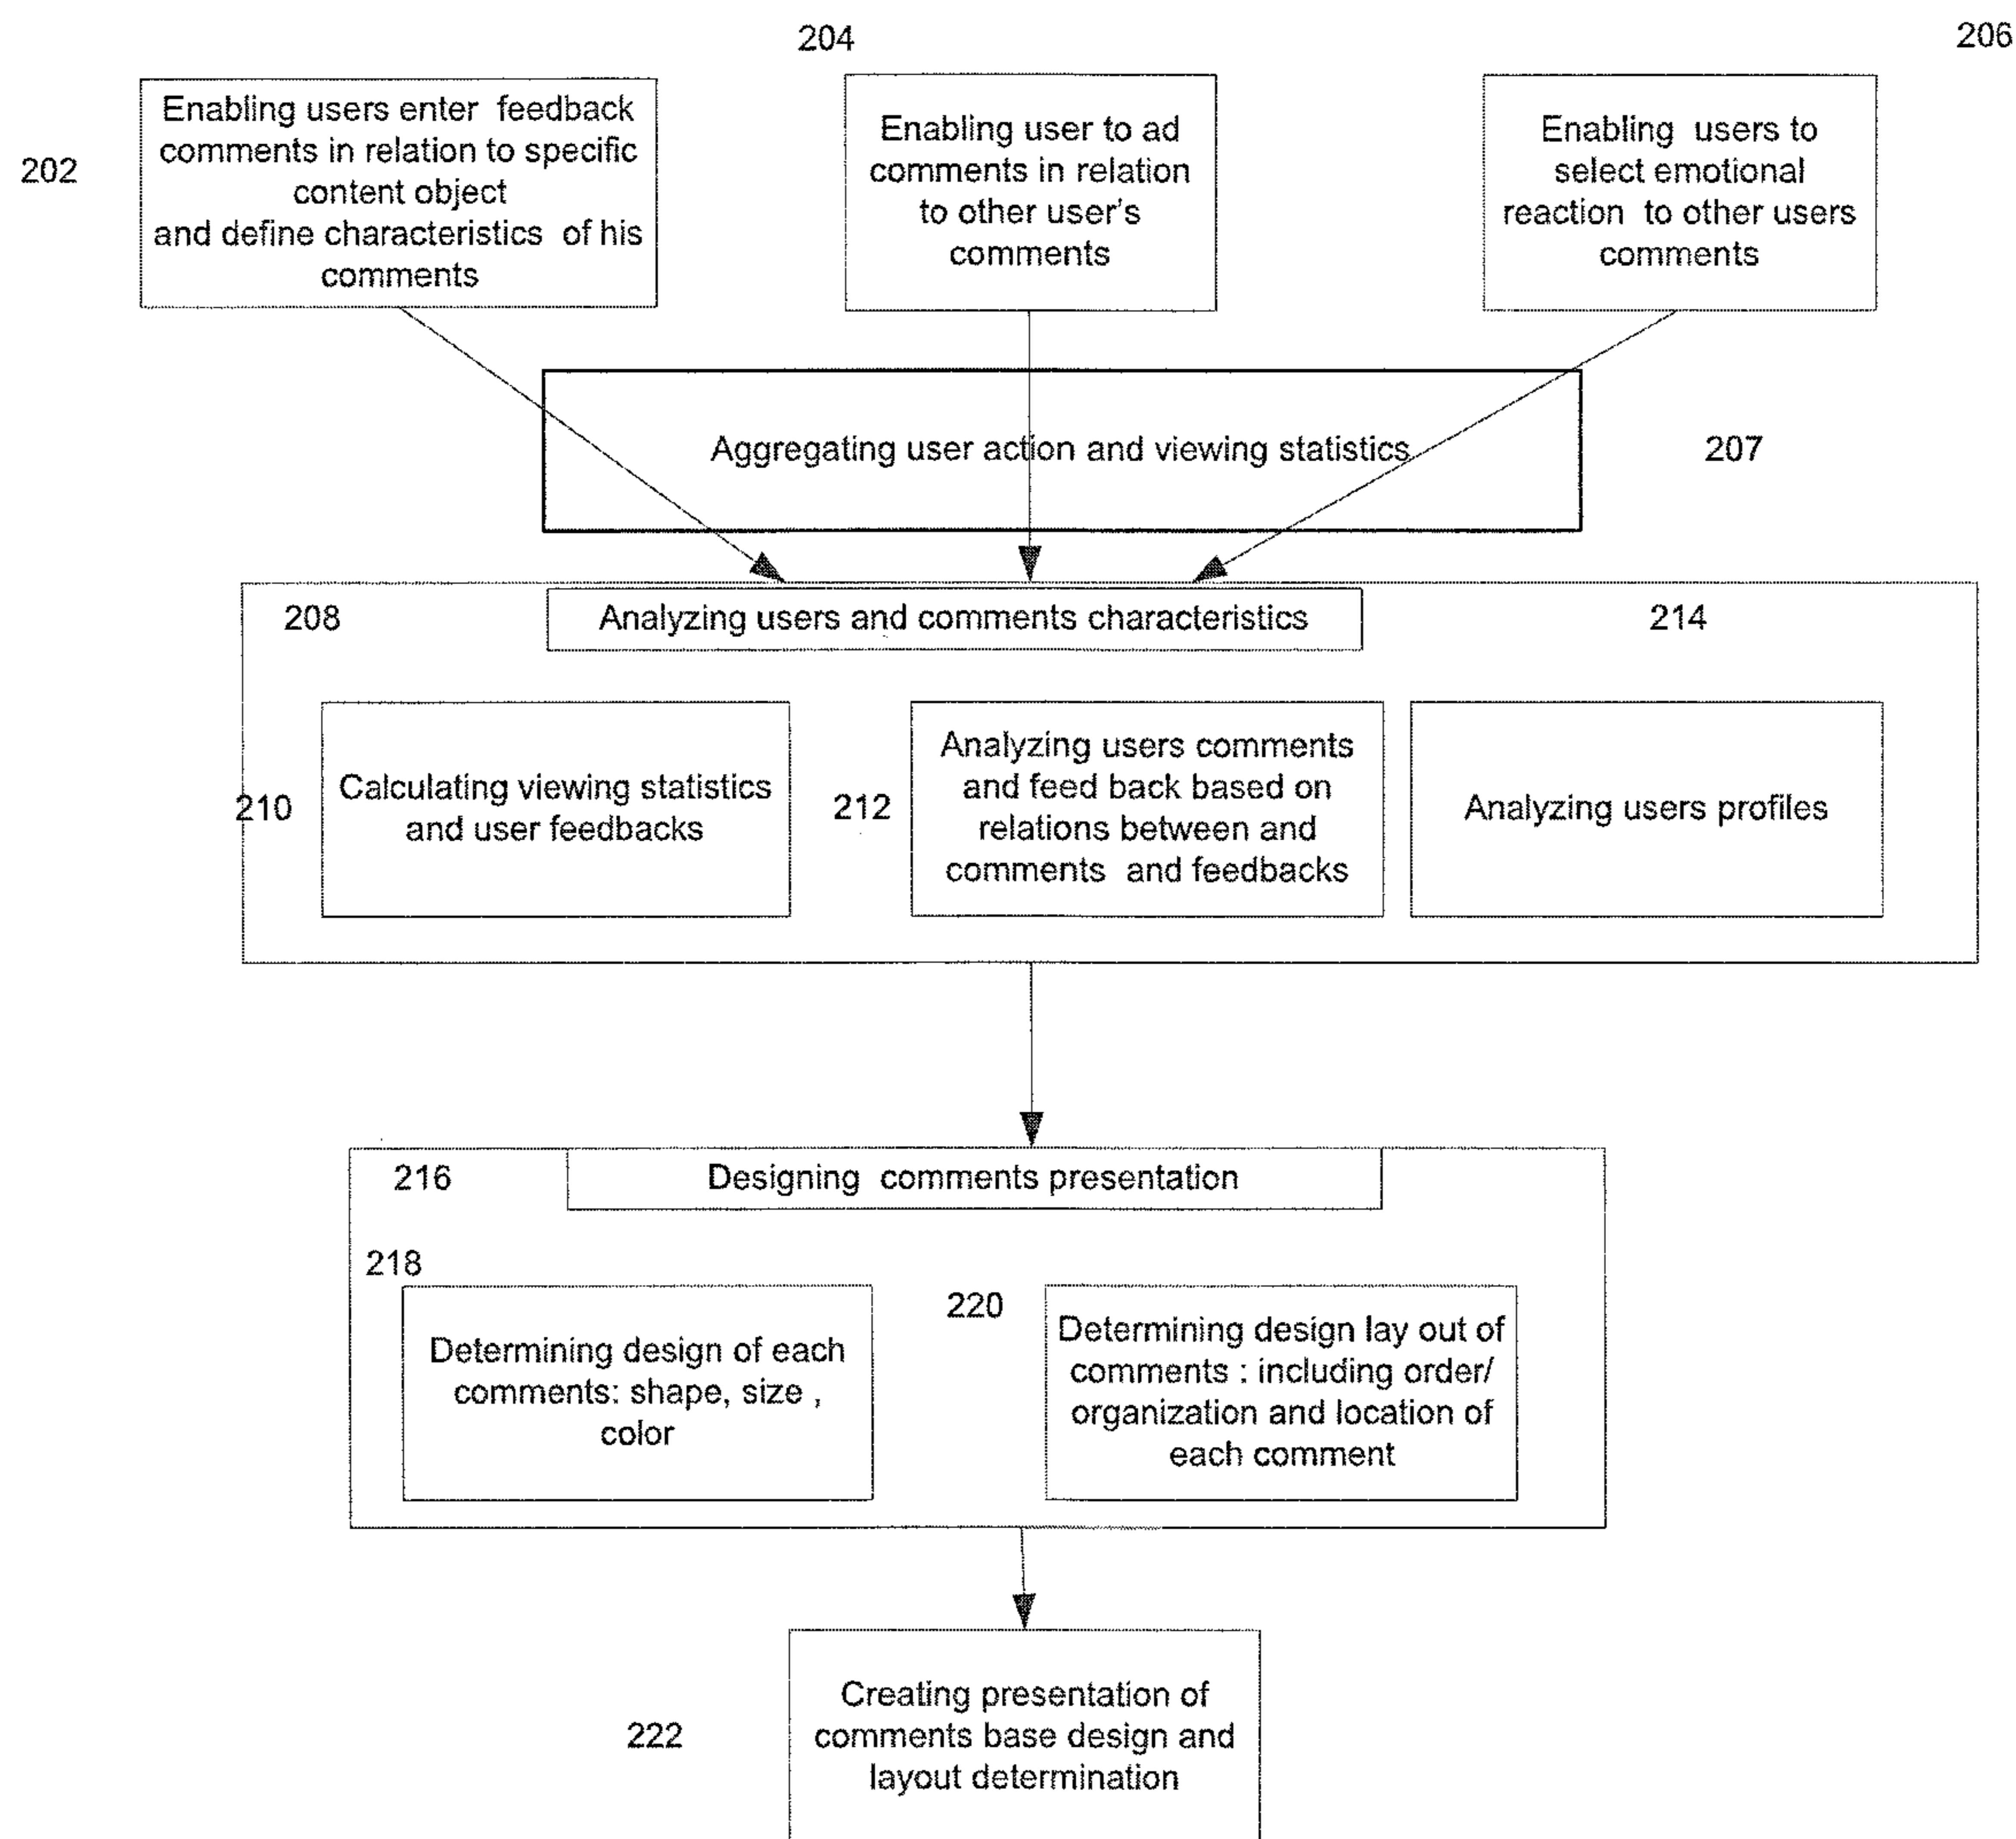 204
206
202
Enabling users enter feedback
comments in relation to specific
content object
and define characteristics of his
comments
Enabling user to ad
comments in relation
to other user's
comments
Enabling users to
select emotional
reaction to other users
comments
Aggregating user action and viewing statistics
207
208
Analyzing users and comments characteristics
214
210
Calculating viewing statistics
and user feedbacks
212
Analyzing users comments
and feed back based on
relations between and
comments and feedbacks
Analyzing users profiles
216
Designing comments presentation
218
Determining design of each
comments: shape, size ,
color
220
Determining design lay out of
comments : including order/
organization and location of
each comment
222
Creating presentation of
comments base design and
layout determination